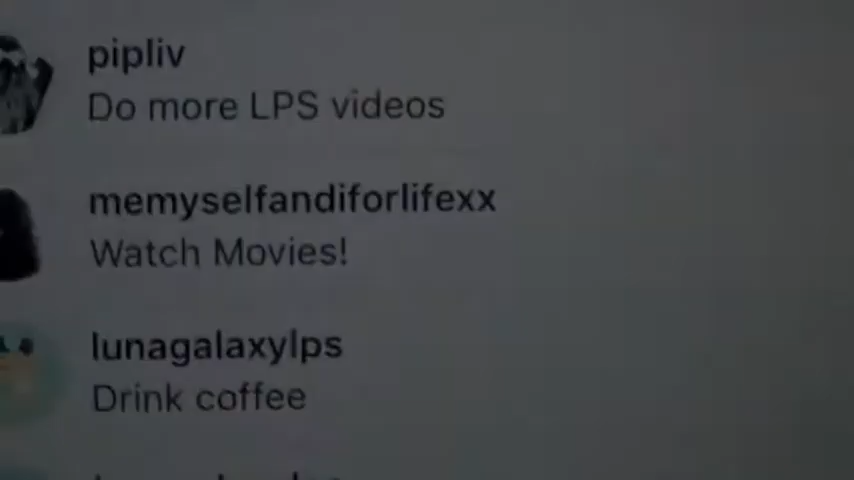 pipliv
Do more LPS videos
memyselfandiforlifexx
Watch Movies!
lunagalaxylps
Drink coffee